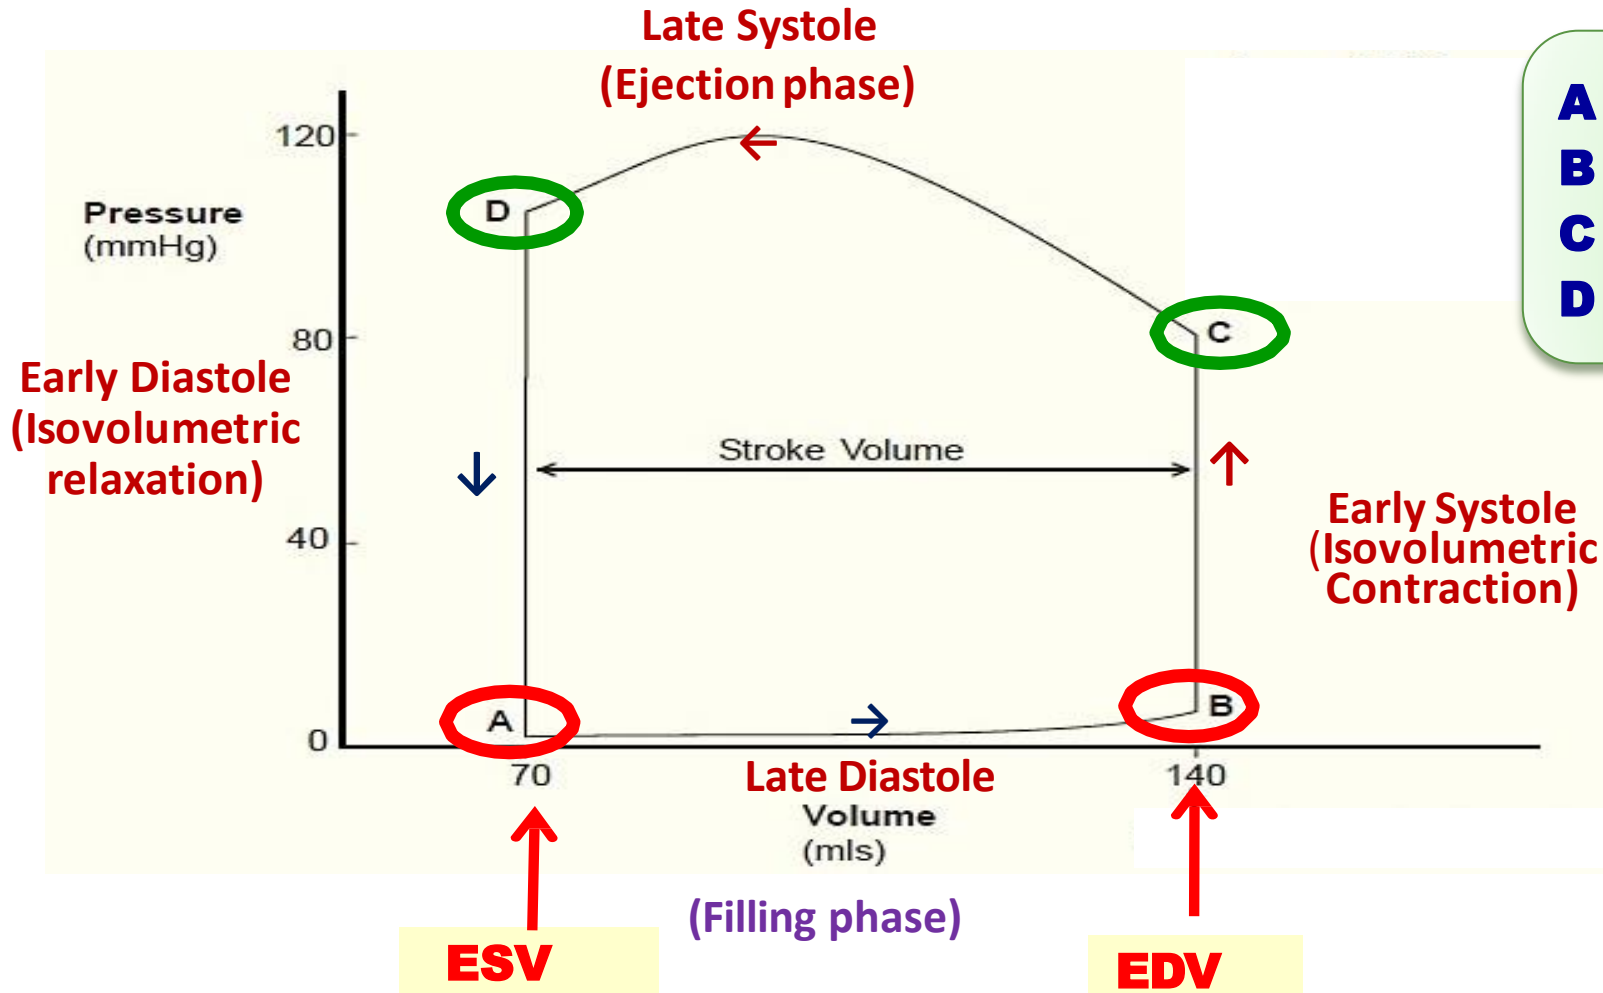 Late Systole
(Ejection phase)
A
B
C
D
120
D
Pressure
(mmHg)
C
80
Early Diastole
(Isovolumetric
relaxation)
Stroke Volume
Early Systole
(Isovolumetric
Contraction)
40
A
B
0
70
Late Diastole
140
Volume
(mls)
(Filling phase)
ESV
EDV